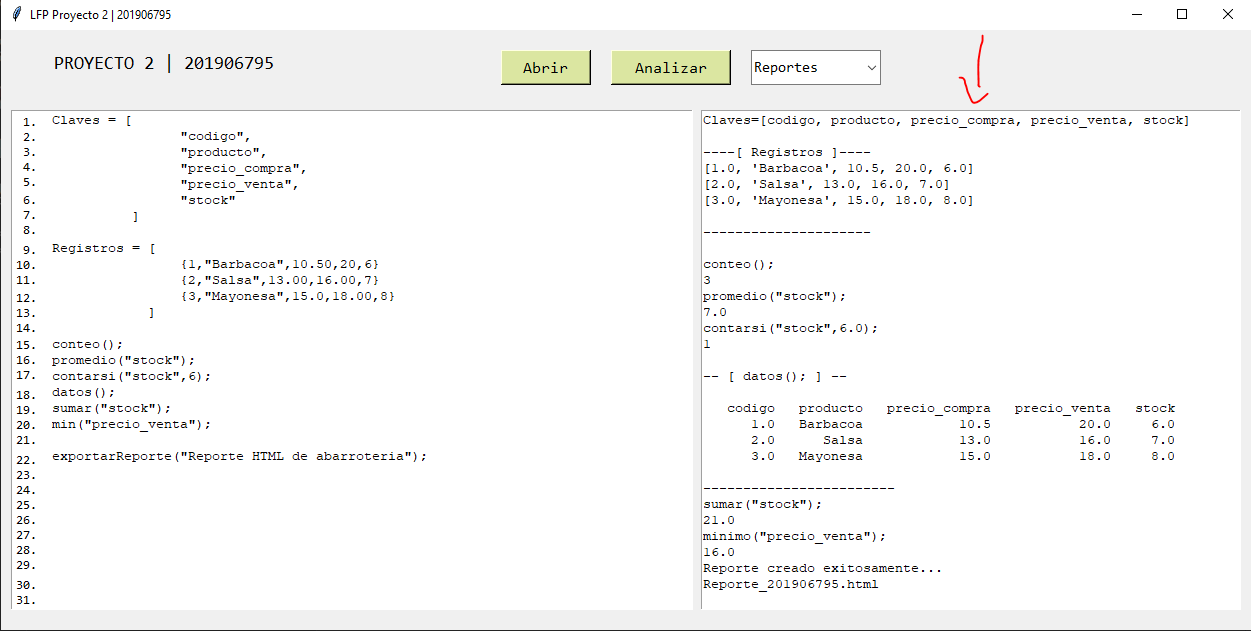 LFP Proyecto 2 | 201906795
PROYECTO 2 | 201906795
Abrir
Analizar
Reportes
1. Claves = [
2. "codigo",
3. "producto",
4. "precio_compra",
5. "precio_venta",
6. "stock"
7. ]
8.
9. Registros = [
10. {1,"Barbacoa",10.50,20,6}
11. {2,"Salsa",13.00,16.00,7}
12. {3,"Mayonesa",15.0,18.00,8}
13. ]
14.
15. conteo();
16. promedio("stock");
17. contarsi("stock",6);
18. datos();
19. sumar("stock");
20. min("precio_venta");
21.
22. exportarReporte("Reporte HTML de abarroteria");
23.
24.
25.
26.
27.
28.
29.
30.
31.
Claves=[codigo, producto, precio_compra, precio_venta, stock]
----[ Registros ]----
[1.0, 'Barbacoa', 10.5, 20.0, 6.0]
[2.0, 'Salsa', 13.0, 16.0, 7.0]
[3.0, 'Mayonesa', 15.0, 18.0, 8.0]
---------------------
conteo();
3
promedio("stock");
7.0
contarsi("stock",6.0);
1
-- [ datos(); ] --
codigo producto precio_compra precio_venta stock
1.0 Barbacoa 10.5 20.0 6.0
2.0 Salsa 13.0 16.0 7.0
3.0 Mayonesa 15.0 18.0 8.0
------------------------
sumar("stock");
21.0
minimo("precio_venta");
16.0
Reporte creado exitosamente...
Reporte_201906795.html